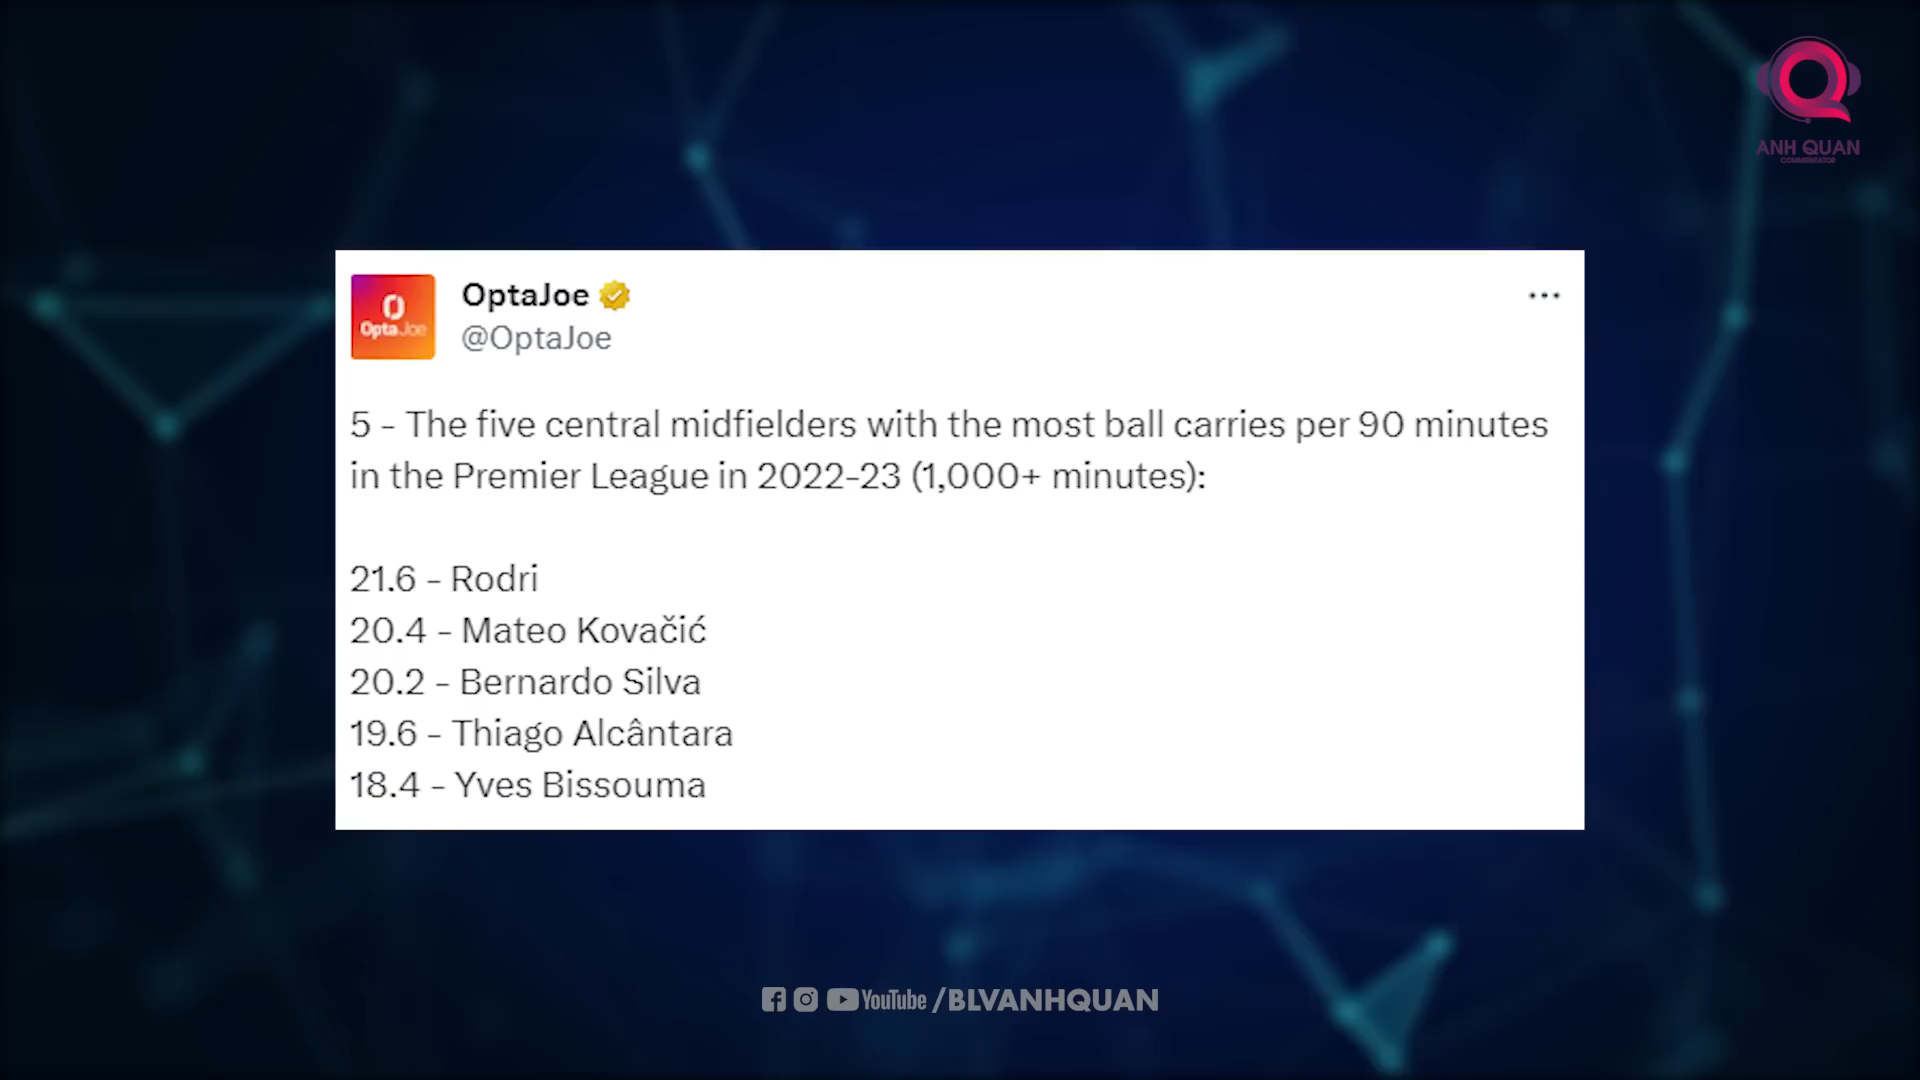 ANH QUAN
COMMENTATOR
OptaJoe
OptaJoe
@OptaJoe
5 - The five central midfielders with the most ball carries per 90 minutes
in the Premier League in 2022-23 (1,000+ minutes):
21.6 - Rodri
20.4 - Mateo Kovačić
20.2 - Bernardo Silva
19.6 - Thiago Alcântara
18.4 - Yves Bissouma
YouTube /BLVANHQUAN